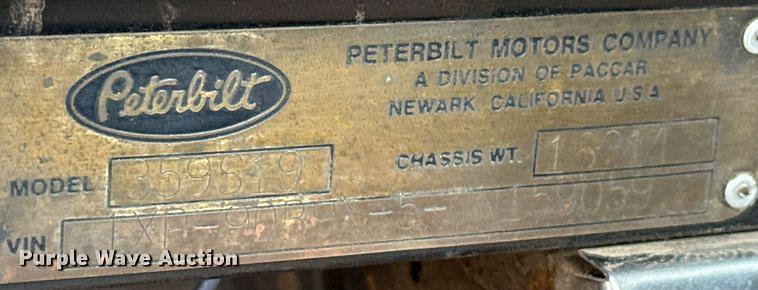 Peterbilt
PETERBILT MOTORS COMPANY
A DIVISION OF PACCAR
NEWARK, CALIFORNIA U.S.A
MODEL 359S19
CHASSIS WT.
VIN
Purple Wave Auction